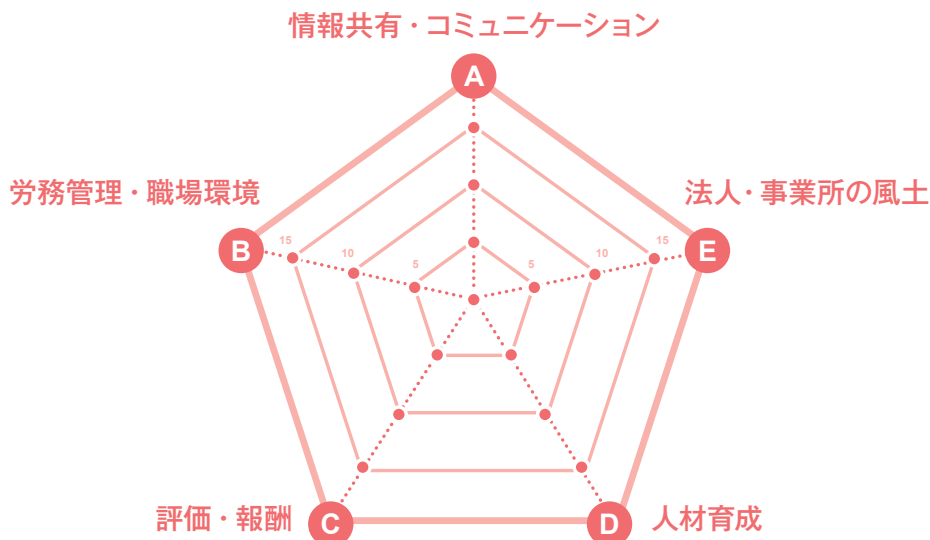 情報共有・コミュニケーション
A
労務管理・職場環境
法人・事業所の風土
B
15
10
5
5
10
15
E
評価・報酬
C
D
人材育成